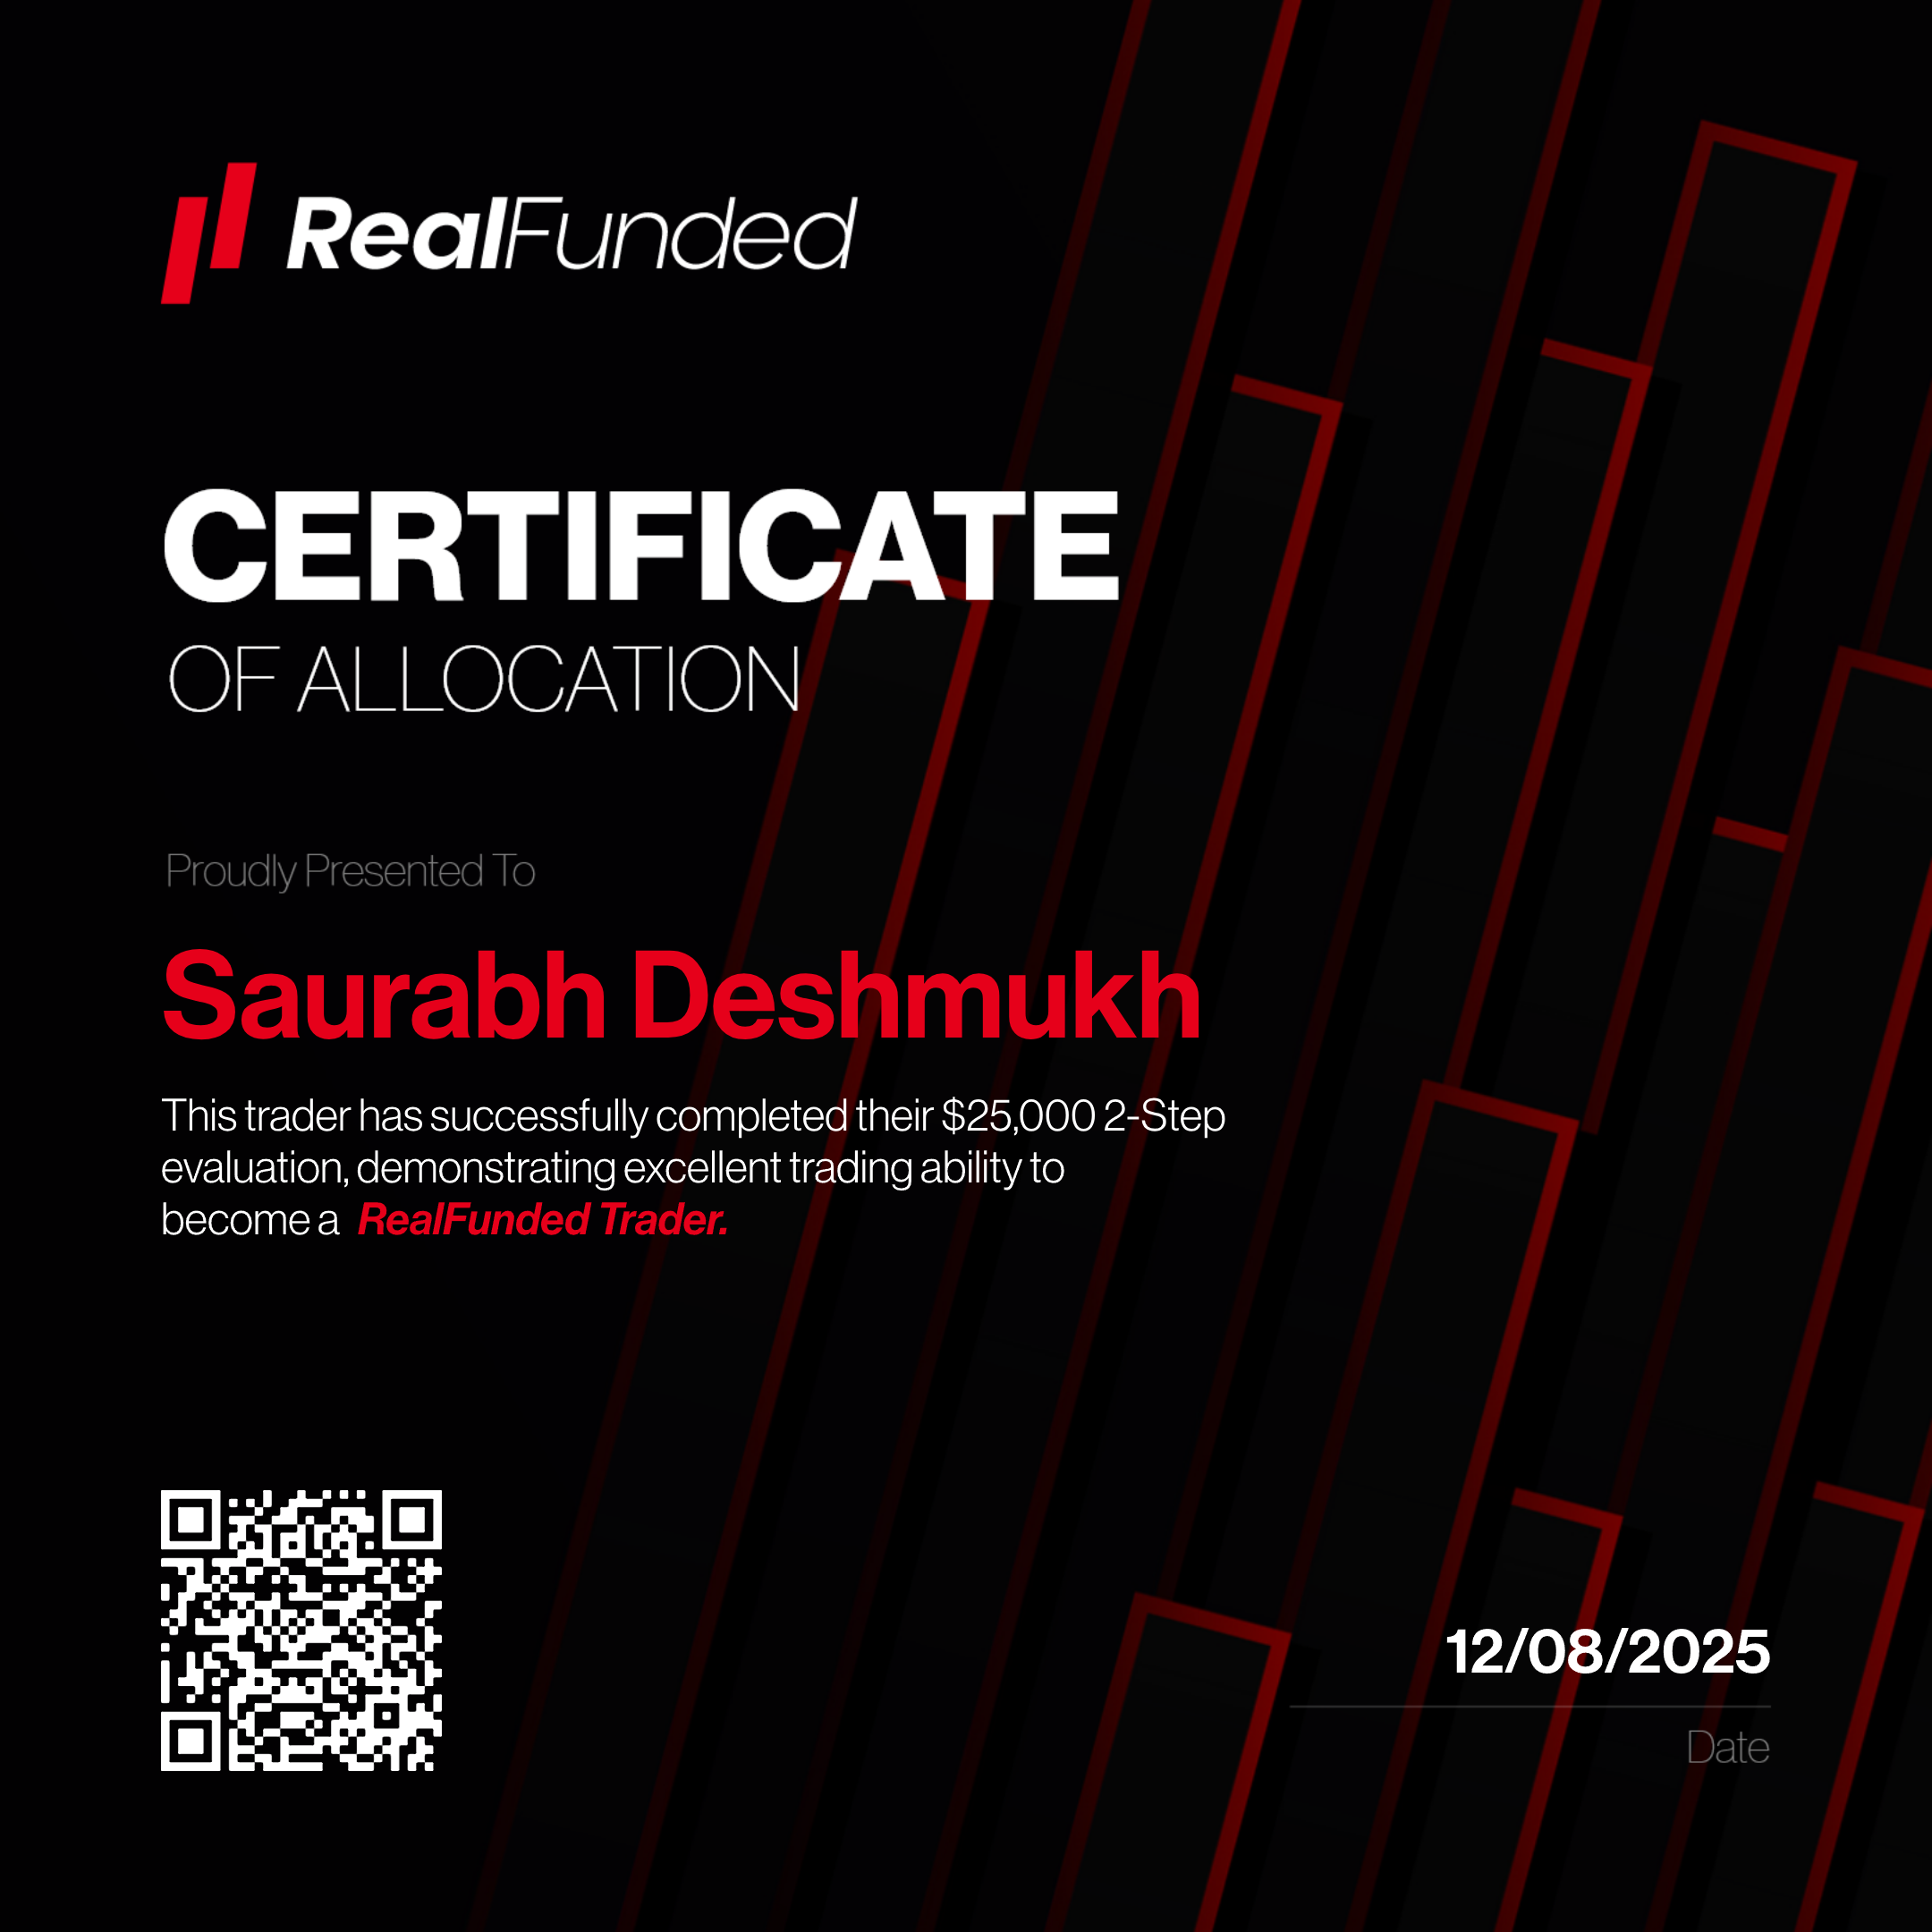 RealFunded
CERTIFICATE
OF ALLOCATION
Proudly Presented To
Saurabh Deshmukh
This trader has successfully completed their $25,000 2-Step
evaluation, demonstrating excellent trading ability to
become a RealFunded Trader.
12/08/2025
Date